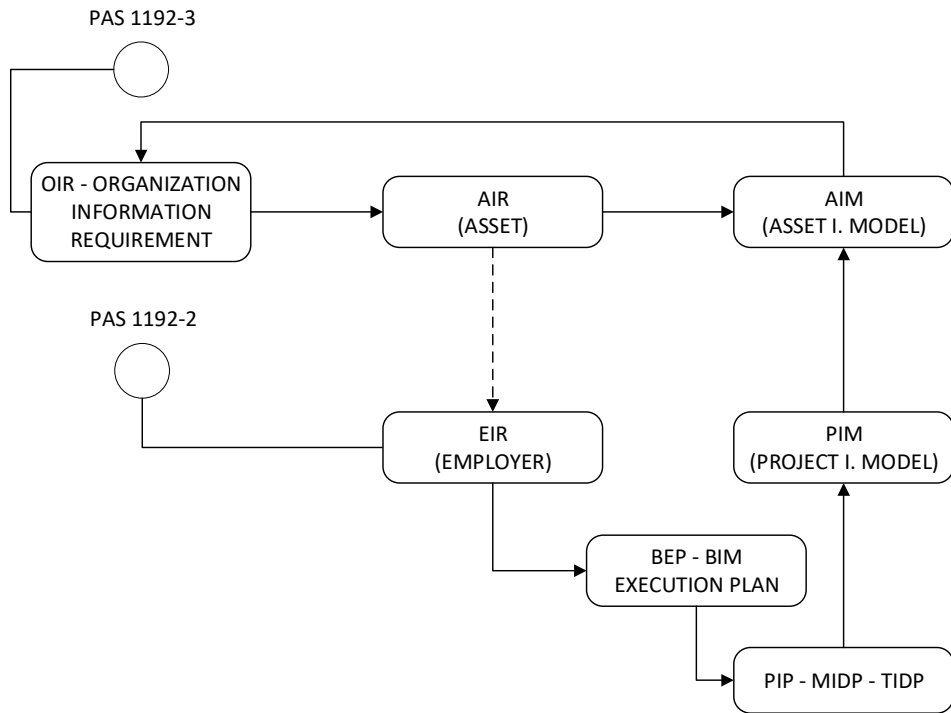 PAS 1192-3
OIR - ORGANIZATION
INFORMATION
REQUIREMENT
AIR
(ASSET)
AIM
(ASSET I. MODEL)
PAS 1192-2
EIR
(EMPLOYER)
PIM
(PROJECT I. MODEL)
BEP - BIM
EXECUTION PLAN
PIP - MIDP - TIDP